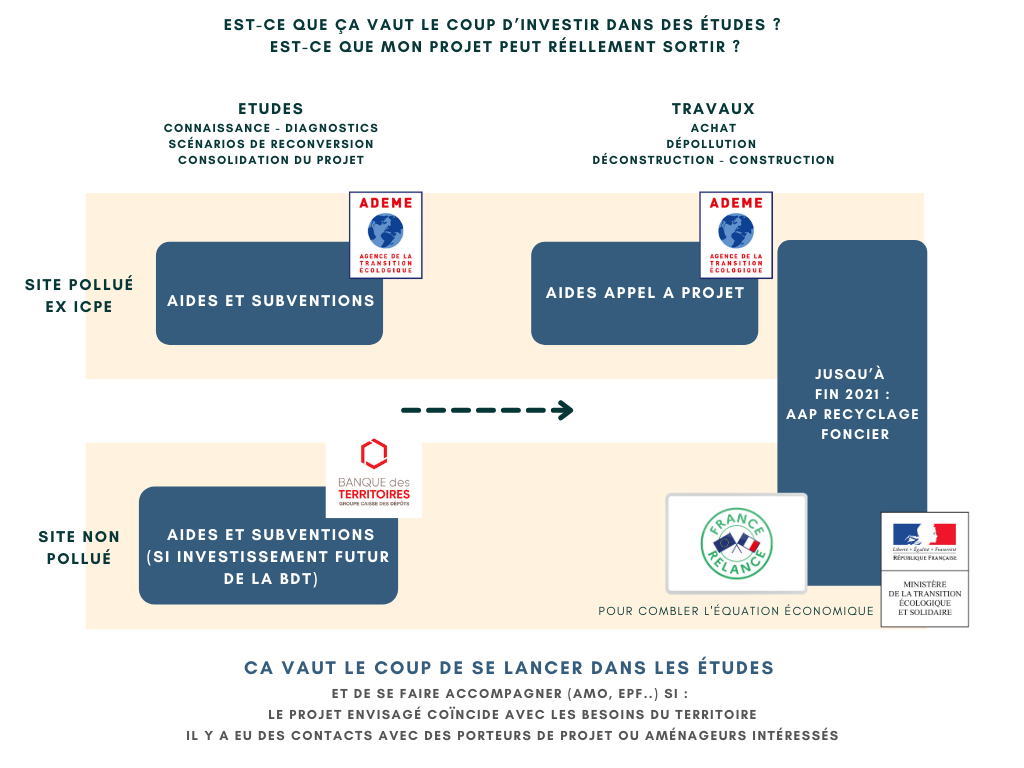 EST-CE QUE ÇA VAUT LE COUP D'INVESTIR DANS DES ÉTUDES ?
EST-CE QUE MON PROJET PEUT RÉELLEMENT SORTIR ?
ETUDES
CONNAISSANCE - DIAGNOSTICS
SCÉNARIOS DE RECONVERSION
CONSOLIDATION DU PROJET
TRAVAUX
ACHAT
DÉPOLLUTION
DÉCONSTRUCTION - CONSTRUCTION
SITE POLLUÉ
EX ICPE
ADEME
AGENCE DE LA
TRANSITION
ÉCOLOGIQUE
AIDES ET SUBVENTIONS
ADEME
AGENCE DE LA
TRANSITION
ÉCOLOGIQUE
AIDES APPEL A PROJET
JUSQU'À
FIN 2021 :
AAP RECYCLAGE
FONCIER
SITE NON
POLLUÉ
BANQUE des
TERRITOIRES
GROUPE CAISSE DES DÉPÔTS
AIDES ET SUBVENTIONS
(SI INVESTISSEMENT FUTUR
DE LA BDT)
FRANCE
RELANCE
POUR COMBLER L'ÉQUATION ÉCONOMIQUE
Liberté • Égalité • Fraternité
RÉPUBLIQUE FRANÇAISE
MINISTÈRE
DE LA TRANSITION
ÉCOLOGIQUE
ET SOLIDAIRE
CA VAUT LE COUP DE SE LANCER DANS LES ÉTUDES
ET DE SE FAIRE ACCOMPAGNER (AMO, EPF..) SI :
LE PROJET ENVISAGÉ COÏNCIDE AVEC LES BESOINS DU TERRITOIRE
IL Y A EU DES CONTACTS AVEC DES PORTEURS DE PROJET OU AMÉNAGEURS INTÉRESSÉS